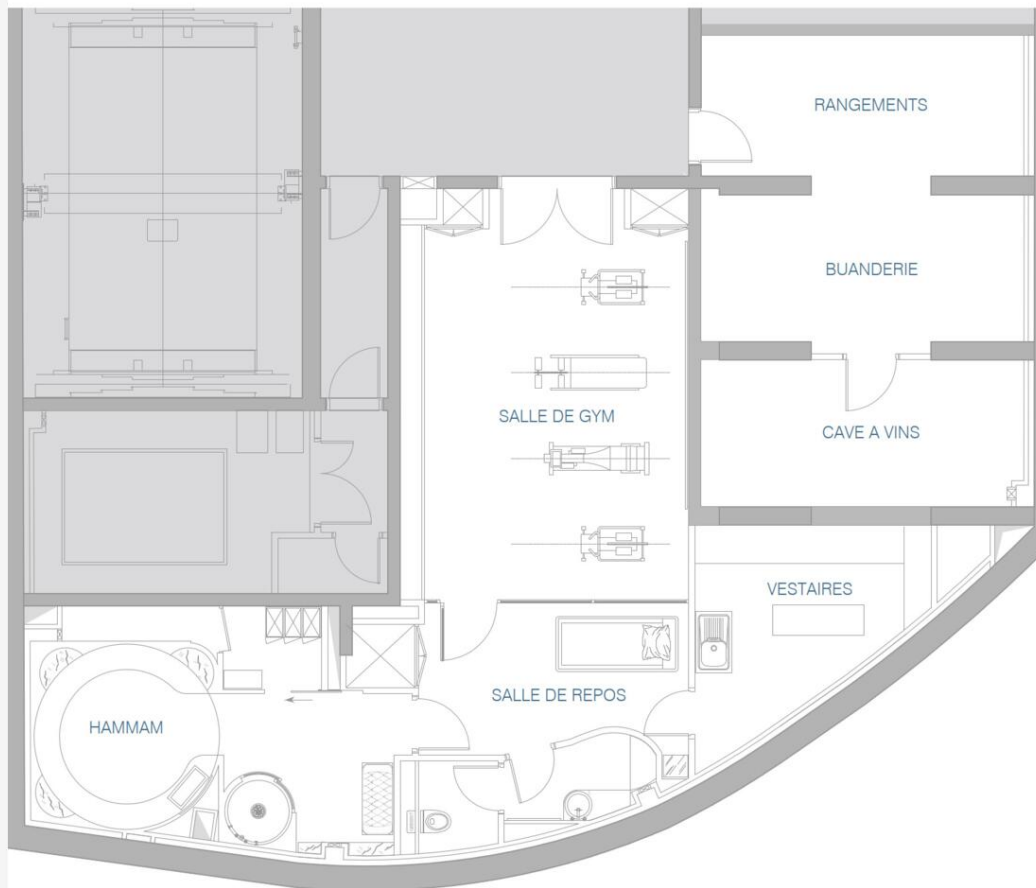 RANGEMENTS
BUANDERIE
SALLE DE GYM
CAVE A VINS
VESTAIRES
SALLE DE REPOS
HAMMAM